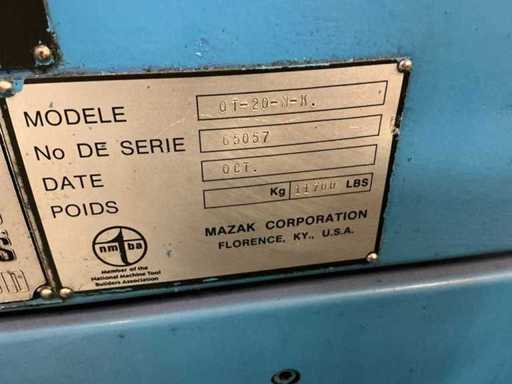 MODELE QT-20-N-M.
No DE SERIE 65057
DATE OCT.
POIDS Kg 11700 LBS
MAZAK CORPORATION
FLORENCE, KY., U.S.A.
nmtba
Member of the
National Machine Tool
Builders Association